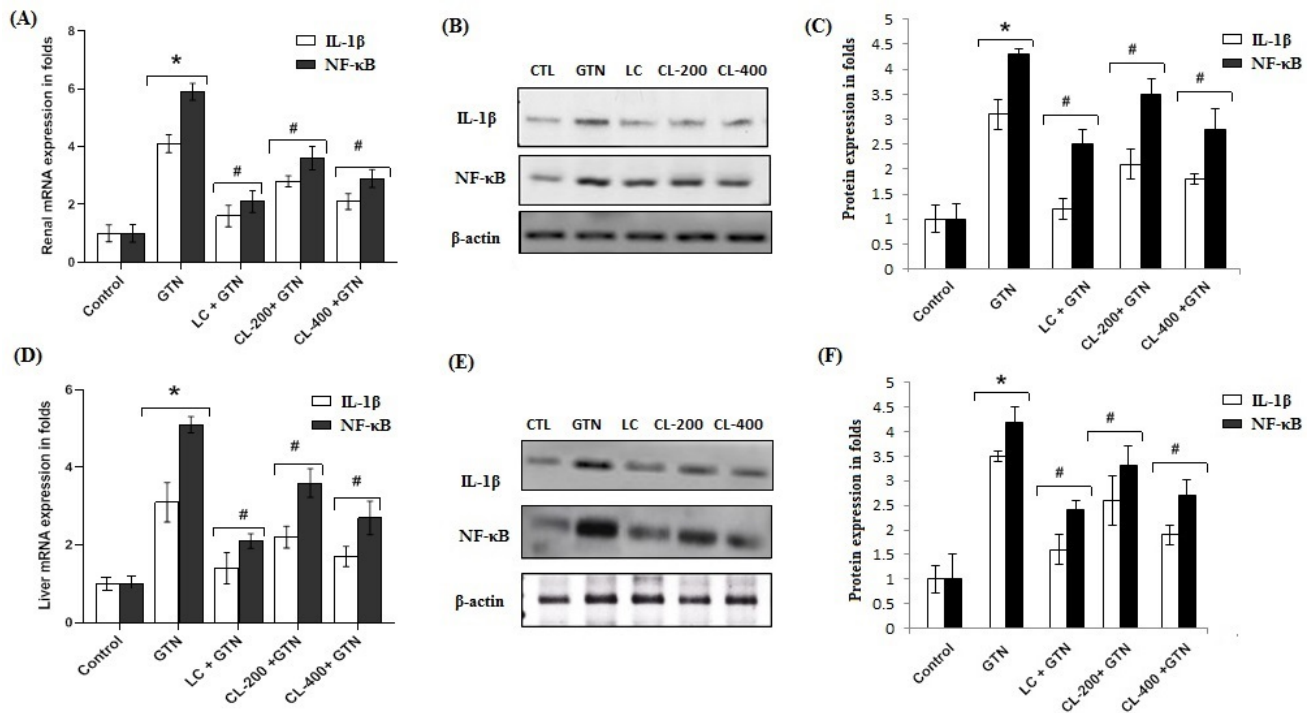 (A)
Renal mRNA expression in folds
8
6
4
2
0
*
#
#
#
IL-1β
NF-κB
Control
GTN
LC + GTN
CL-200+ GTN
CL-400 +GTN
(B)
CTL GTN LC CL-200 CL-400
IL-1β
NF-κB
β-actin
(C)
Protein expression in folds
5
4.5
4
3.5
3
2.5
2
1.5
1
0.5
0
*
#
#
#
IL-1β
NF-κB
Control
GTN
LC + GTN
CL-200+ GTN
CL-400 +GTN
(D)
Liver mRNA expression in folds
6
4
2
0
*
#
#
#
IL-1β
NF-κB
Control
GTN
LC + GTN
CL-200 +GTN
CL-400+ GTN
(E)
CTL GTN LC CL-200 CL-400
IL-1β
NF-κB
β-actin
(F)
Protein expression in folds
5
4.5
4
3.5
3
2.5
2
1.5
1
0.5
0
*
#
#
#
IL-1β
NF-κB
Control
GTN
LC + GTN
CL-200+ GTN
CL-400 +GTN